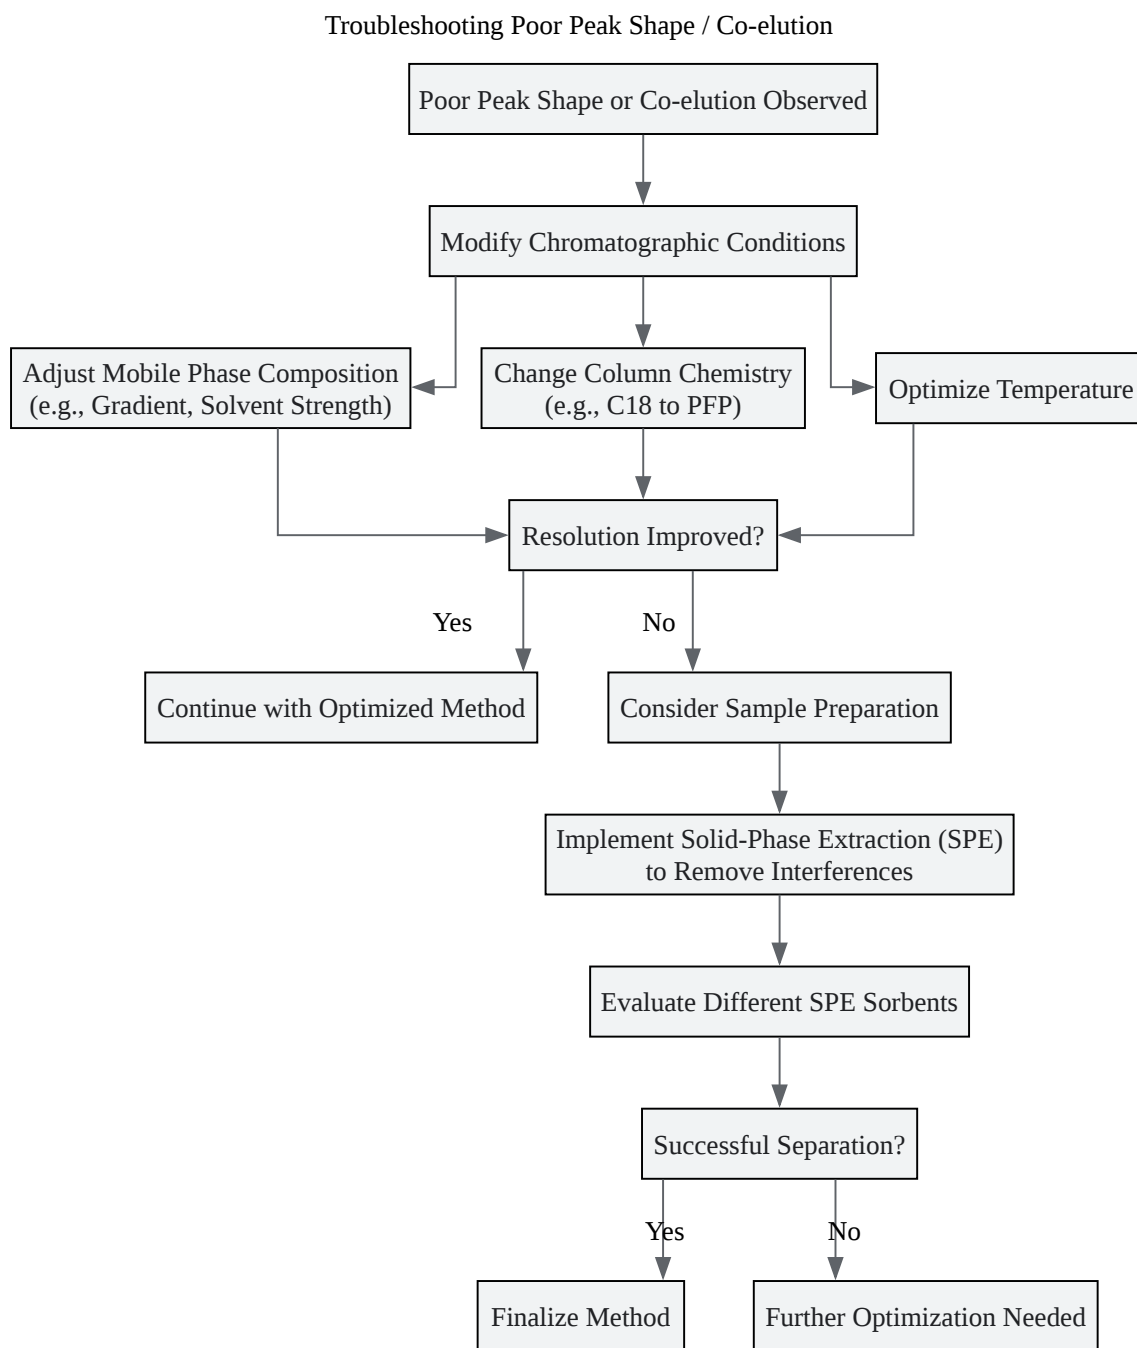 Troubleshooting Poor Peak Shape / Co-elution
Poor Peak Shape or Co-elution Observed
Modify Chromatographic Conditions
Adjust Mobile Phase Composition
(e.g., Gradient, Solvent Strength)
Change Column Chemistry
(e.g., C18 to PFP)
Optimize Temperature
Resolution Improved?
Yes
No
Continue with Optimized Method
Consider Sample Preparation
Implement Solid-Phase Extraction (SPE)
to Remove Interferences
Evaluate Different SPE Sorbents
Successful Separation?
Yes
No
Finalize Method
Further Optimization Needed